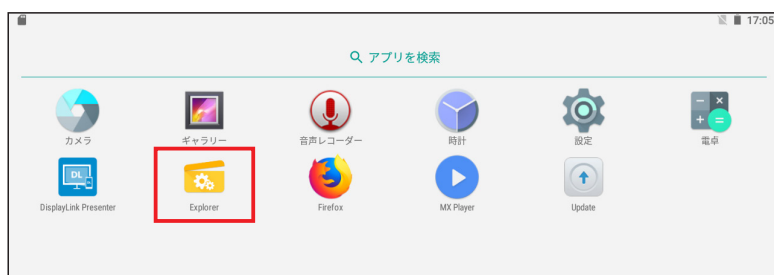 17:05
アプリを検索
カメラ
ギャラリー
音声レコーダー
時計
設定
電卓
DL
DisplayLink Presenter
Explorer
Firefox
MX Player
Update